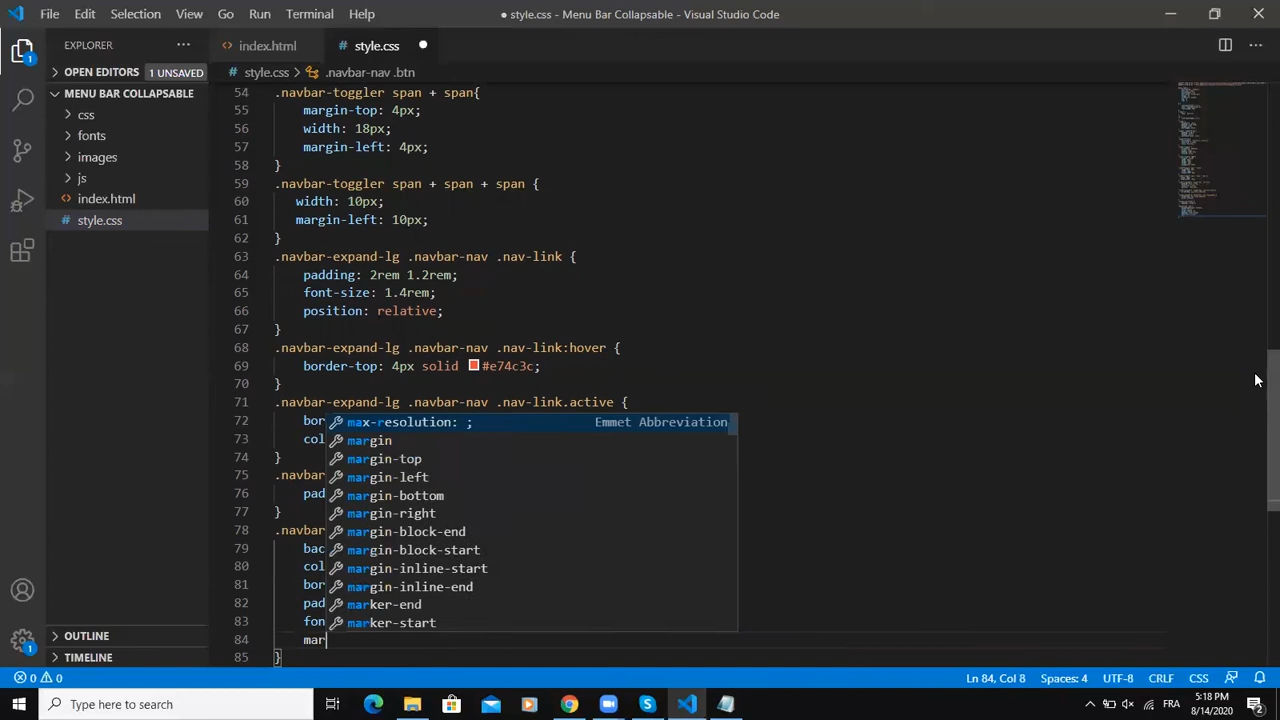 File Edit Selection View Go Run Terminal Help
● style.css - Menu Bar Collapsable - Visual Studio Code
EXPLORER
index.html
style.css
OPEN EDITORS 1 UNSAVED
style.css > .navbar-nav .btn
MENU BAR COLLAPSABLE
css
fonts
images
js
index.html
style.css
54 .navbar-toggler span + span{
55 margin-top: 4px;
56 width: 18px;
57 margin-left: 4px;
58 }
59 .navbar-toggler span + span + span {
60 width: 10px;
61 margin-left: 10px;
62 }
63 .navbar-expand-lg .navbar-nav .nav-link {
64 padding: 2rem 1.2rem;
65 font-size: 1.4rem;
66 position: relative;
67 }
68 .navbar-expand-lg .navbar-nav .nav-link:hover {
69 border-top: 4px solid #e74c3c;
70 }
71 .navbar-expand-lg .navbar-nav .nav-link.active {
72 bor
73 col
74 }
75 .navbar
76 pad
77 }
78 .navbar
79 bac
80 col
81 bor
82 pad
83 fon
84 mar
85 }
max-resolution: ; Emmet Abbreviation
margin
margin-top
margin-left
margin-bottom
margin-right
margin-block-end
margin-block-start
margin-inline-start
margin-inline-end
marker-end
marker-start
OUTLINE
TIMELINE
1
1
0 0
Ln 84, Col 8 Spaces: 4 UTF-8 CRLF CSS
Type here to search
FRA
5:18 PM
8/14/2020
2